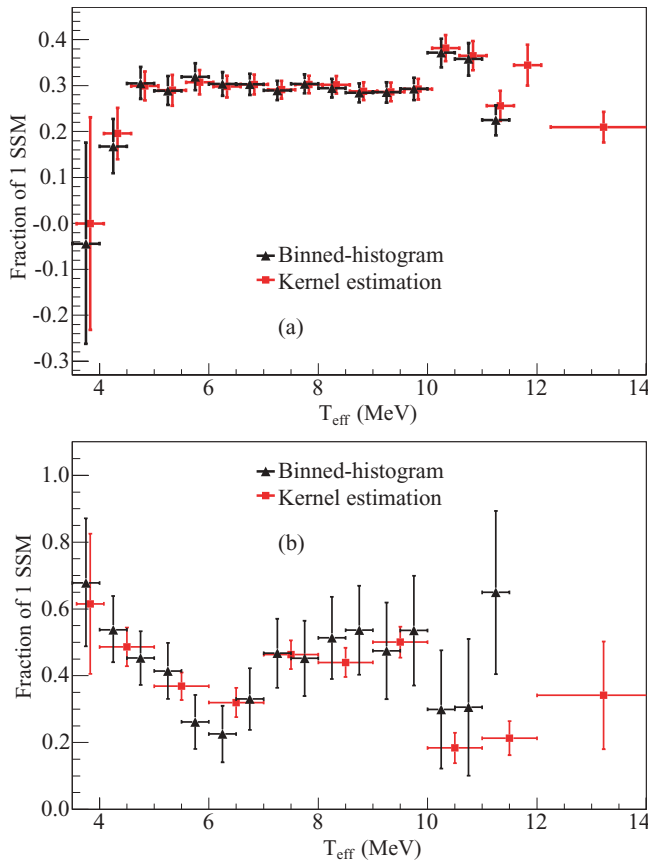 0.4
0.3
0.2
Fraction of 1 SSM
0.1
-0.0
-0.1
-0.2
-0.3
Binned-histogram
Kernel estimation
(a)
4 6 8 10 12 14
T_eff (MeV)
1.0
0.8
Fraction of 1 SSM
0.6
0.4
0.2
0.0
Binned-histogram
Kernel estimation
(b)
4 6 8 10 12 14
T_eff (MeV)